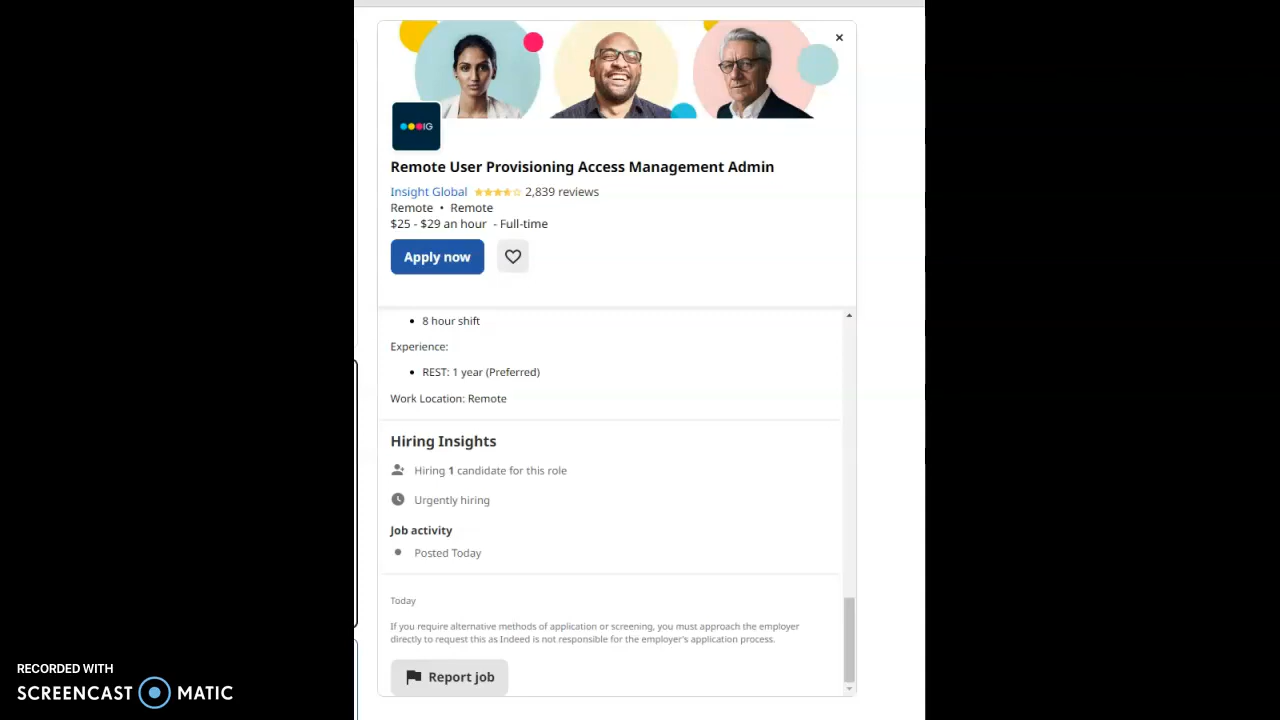 ×
IG
Remote User Provisioning Access Management Admin
Insight Global 2,839 reviews
Remote • Remote
$25 - $29 an hour - Full-time
Apply now
• 8 hour shift
Experience:
• REST: 1 year (Preferred)
Work Location: Remote
Hiring Insights
Hiring 1 candidate for this role
Urgently hiring
Job activity
Posted Today
Today
If you require alternative methods of application or screening, you must approach the employer
directly to request this as Indeed is not responsible for the employer's application process.
Report job
RECORDED WITH
SCREENCAST MATIC